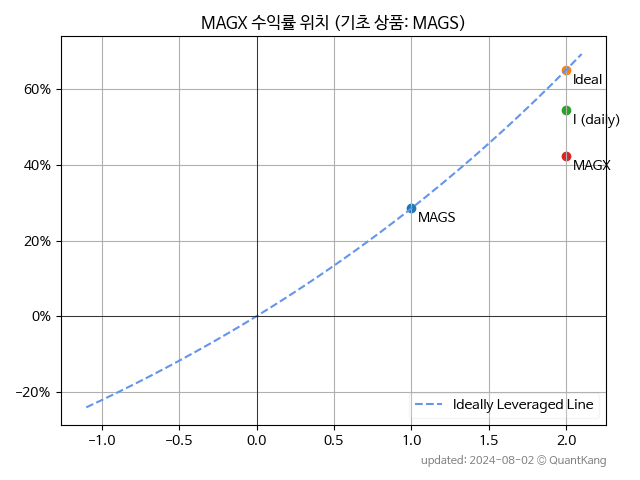 MAGX 수익률 위치 (기초 상품: MAGS)
60%
40%
20%
0%
−20%
Ideal
I (daily)
MAGX
MAGS
Ideally Leveraged Line
−1.0 −0.5 0.0 0.5 1.0 1.5 2.0
updated: 2024-08-02 © QuantKang